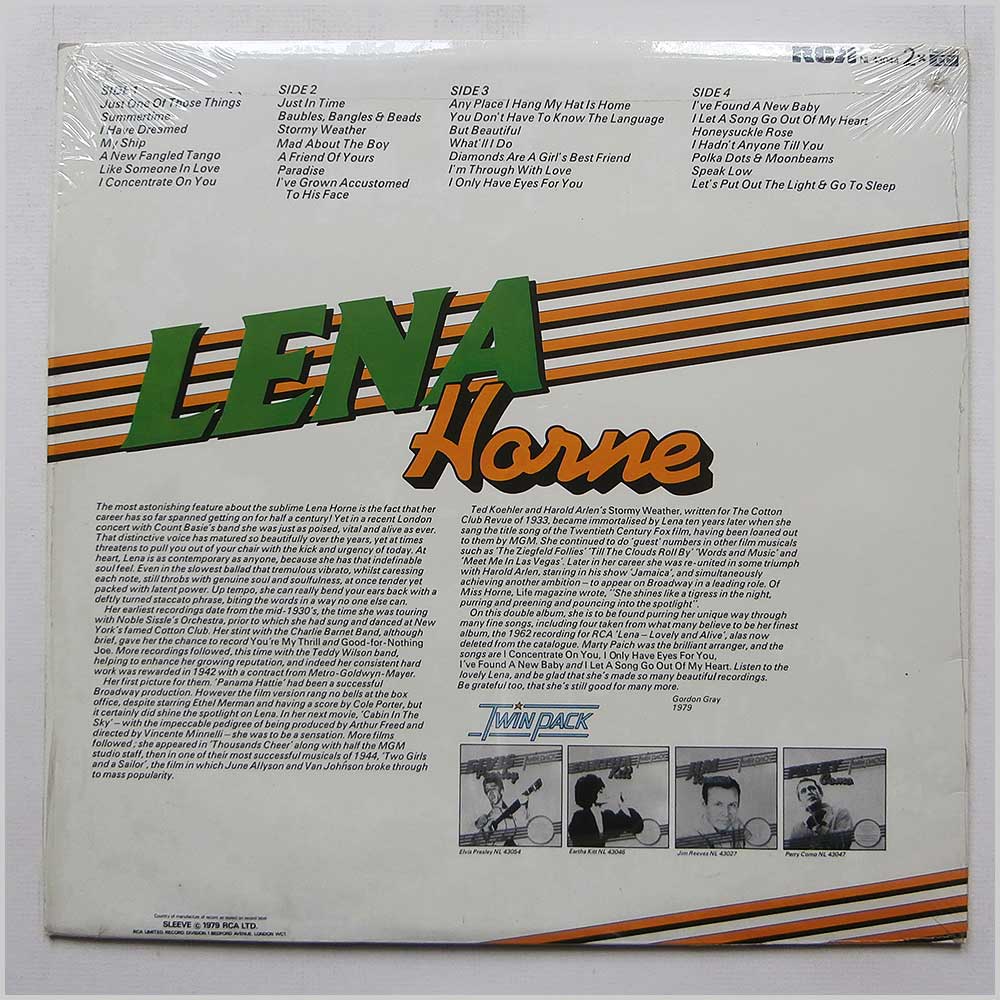 RCA
2x
SIDE 1
Just One Of Those Things
Summertime
I Have Dreamed
My Ship
A New Fangled Tango
Like Someone In Love
I Concentrate On You
SIDE 2
Just In Time
Baubles, Bangles & Beads
Stormy Weather
Mad About The Boy
A Friend Of Yours
Paradise
I've Grown Accustomed
To His Face
SIDE 3
Any Place I Hang My Hat Is Home
You Don't Have To Know The Language
But Beautiful
What'll I Do
Diamonds Are A Girl's Best Friend
I'm Through With Love
I Only Have Eyes For You
SIDE 4
I've Found A New Baby
I Let A Song Go Out Of My Heart
Honeysuckle Rose
I Hadn't Anyone Till You
Polka Dots & Moonbeams
Speak Low
Let's Put Out The Light & Go To Sleep
LENA
Horne
The most astonishing feature about the sublime Lena Horne is the fact that her
career has so far spanned getting on for half a century! Yet in a recent London
concert with Count Basie's band she was just as poised, vital and alive as ever.
That distinctive voice has matured so beautifully over the years, yet at times
threatens to pull you out of your chair with the kick and urgency of today. At
heart, Lena is as contemporary as anyone, because she has that indefinable
soul feel. Even in the slowest ballad that tremulous vibrato, whilst caressing
each note, still throbs with genuine soul and soulfulness, at once tender yet
packed with latent power. Up tempo, she can really bend your ears back with a
deftly turned staccato phrase, biting the words in a way no one else can.
Her earliest recordings date from the mid-1930's, the time she was touring
with Noble Sissle's Orchestra, prior to which she had sung and danced at New
York's famed Cotton Club. Her stint with the Charlie Barnet Band, although
brief, gave her the chance to record You're My Thrill and Good-for-Nothing
Joe. More recordings followed, this time with the Teddy Wilson band,
helping to enhance her growing reputation, and indeed her consistent hard
work was rewarded in 1942 with a contract from Metro-Goldwyn-Mayer.
Her first picture for them. 'Panama Hattie' had been a successful
Broadway production. However the film version rang no bells at the box
office, despite starring Ethel Merman and having a score by Cole Porter, but
it certainly did shine the spotlight on Lena. In her next movie, 'Cabin In The
Sky' – with the impeccable pedigree of being produced by Arthur Freed and
directed by Vincente Minnelli – she was to be a sensation. More films
followed; she appeared in 'Thousands Cheer' along with half the MGM
studio staff, then in one of their most successful musicals of 1944, 'Two Girls
and a Sailor', the film in which June Allyson and Van Johnson broke through
to mass popularity.
Ted Koehler and Harold Arlen's Stormy Weather, written for The Cotton
Club Revue of 1933, became immortalised by Lena ten years later when she
sang the title song of the Twentieth Century Fox film, having been loaned out
to them by MGM. She continued to do 'guest' numbers in other film musicals
such as 'The Ziegfeld Follies' 'Till The Clouds Roll By' 'Words and Music' and
'Meet Me In Las Vegas'. Later in her career she was re-united in some triumph
with Harold Arlen, starring in his show 'Jamaica', and simultaneously
achieving another ambition – to appear on Broadway in a leading role. Of
Miss Horne, Life magazine wrote, "She shines like a tigress in the night,
purring and preening and pouncing into the spotlight".
On this double album, she is to be found purring her unique way through
many fine songs, including four taken from what many believe to be her finest
album, the 1962 recording for RCA 'Lena – Lovely and Alive', alas now
deleted from the catalogue. Marty Paich was the brilliant arranger, and the
songs are I Concentrate On You, I Only Have Eyes For You,
I've Found A New Baby and I Let A Song Go Out Of My Heart. Listen to the
lovely Lena, and be glad that she's made so many beautiful recordings.
Be grateful too, that she's still good for many more.
Gordon Gray
1979
TWIN PACK
Elvis Presley NL 43054
Eartha Kitt NL 43046
Jim Reeves NL 43027
Perry Como NL 43047
Country of manufacture of record as stated on record label
SLEEVE © 1979 RCA LTD.
RCA LIMITED, RECORD DIVISION, 1 BEDFORD AVENUE, LONDON WC1.